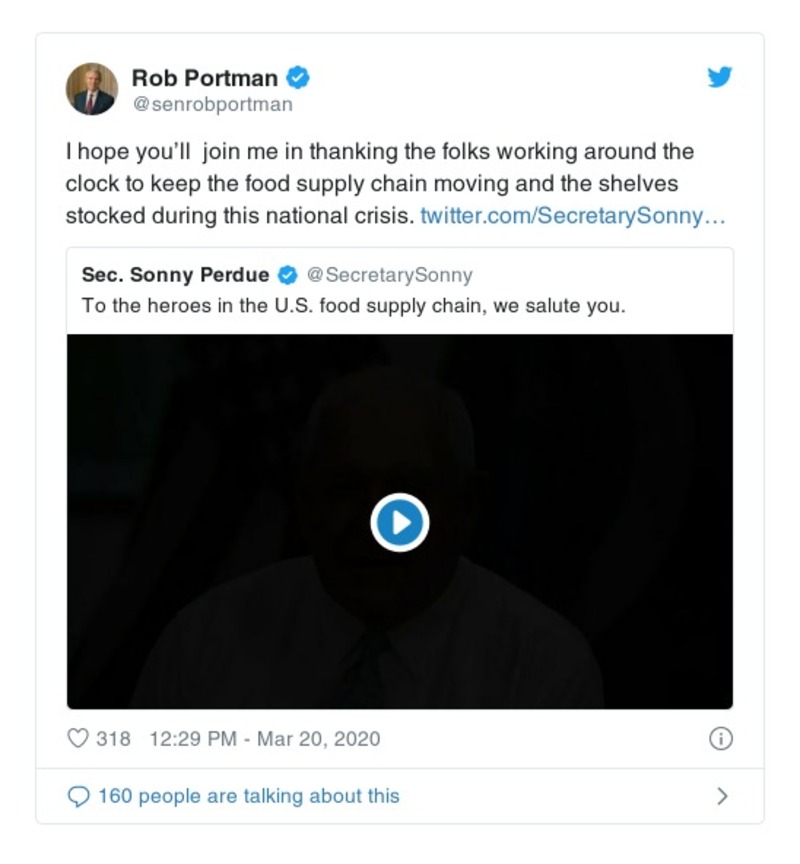 Rob Portman
@senrobportman
I hope you’ll  join me in thanking the folks working around the
clock to keep the food supply chain moving and the shelves
stocked during this national crisis. twitter.com/SecretarySonny…
Sec. Sonny Perdue @SecretarySonny
To the heroes in the U.S. food supply chain, we salute you.
318 12:29 PM - Mar 20, 2020
160 people are talking about this